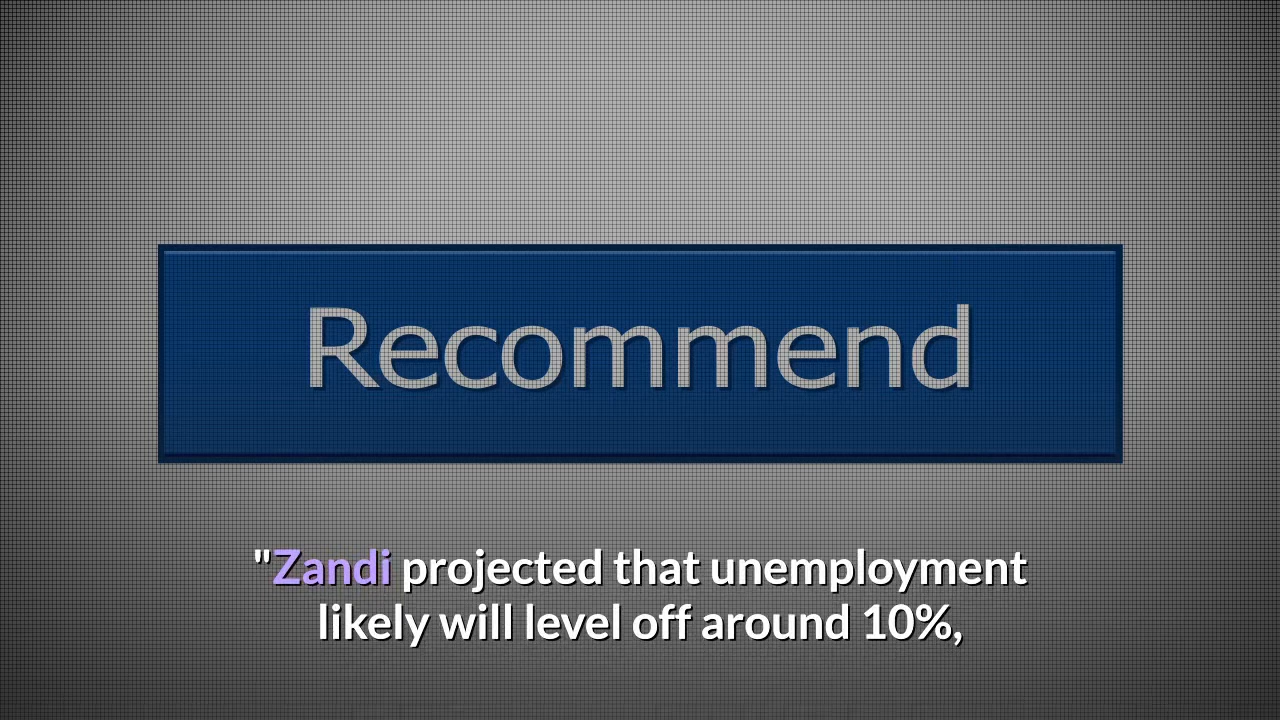 Recommend
"Zandi projected that unemployment
likely will level off around 10%,